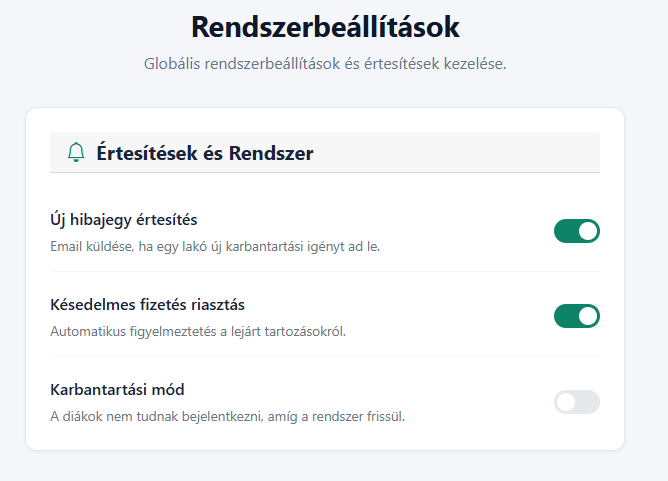 Rendszerbeállítások
Globális rendszerbeállítások és értesítések kezelése.
Értesítések és Rendszer
Új hibajegy értesítés
Email küldése, ha egy lakó új karbantartási igényt ad le.
Késedelmes fizetés riasztás
Automatikus figyelmeztetés a lejárt tartozásokról.
Karbantartási mód
A diákok nem tudnak bejelentkezni, amíg a rendszer frissül.